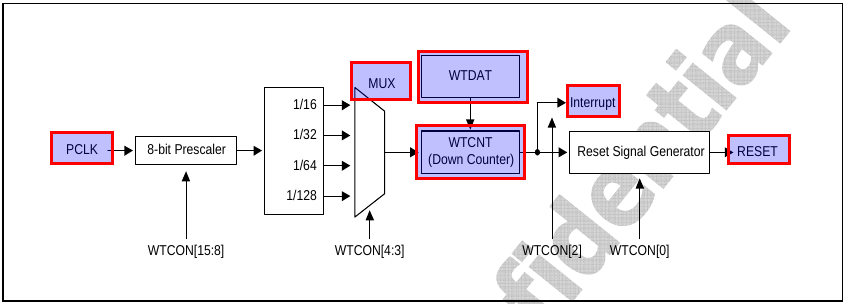 MUX
WTDAT
1/16
Interrupt
1/32
WTCNT
(Down Counter)
PCLK
8-bit Prescaler
Reset Signal Generator
RESET
1/64
1/128
WTCON[15:8]
WTCON[4:3]
WTCON[2]
WTCON[0]
fidential